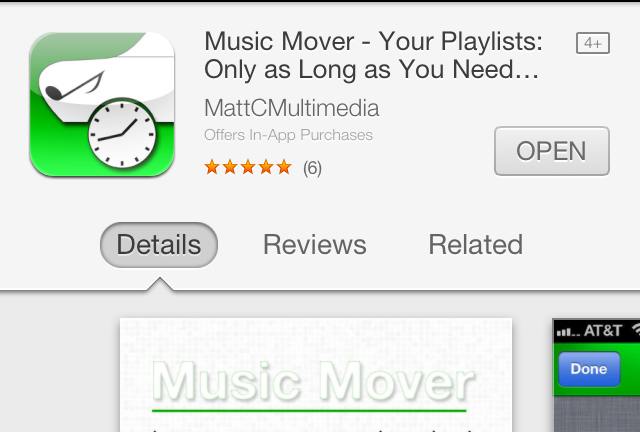 Music Mover - Your Playlists:
Only as Long as You Need...
4+
MattCMultimedia
Offers In-App Purchases
(6)
OPEN
Details
Reviews
Related
Music Mover
AT&T
Done